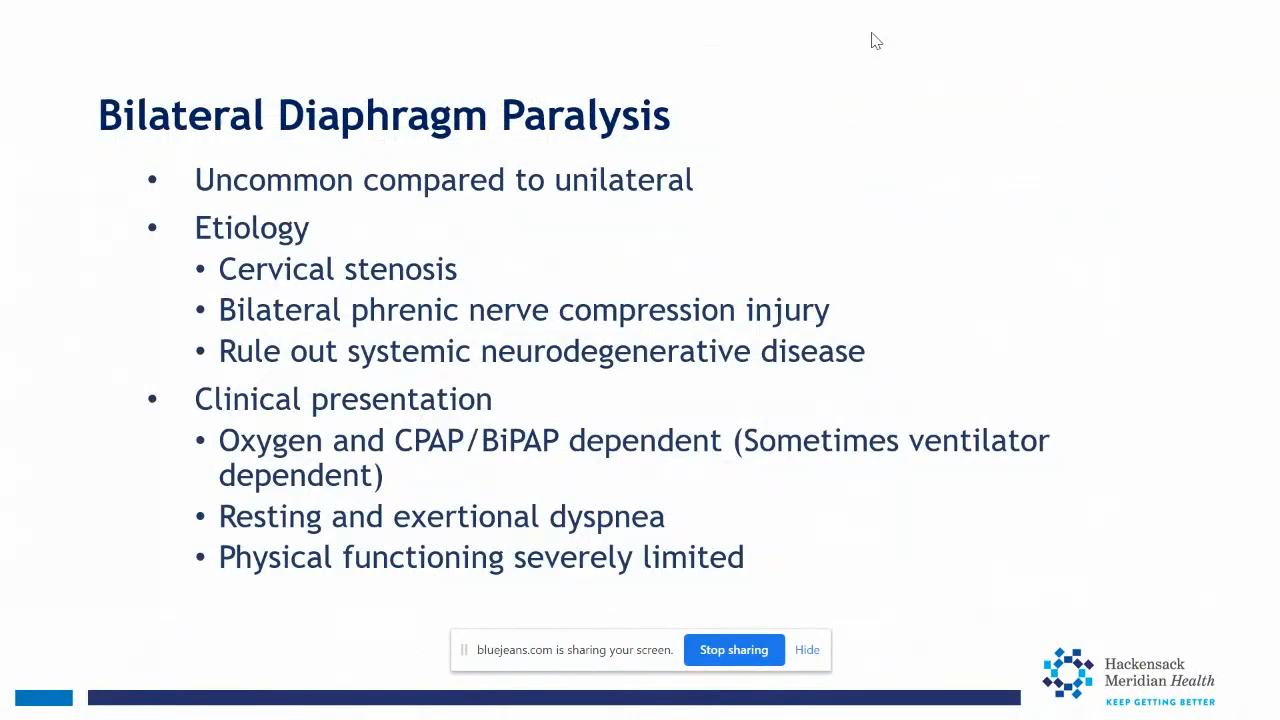 Bilateral Diaphragm Paralysis
• Uncommon compared to unilateral
• Etiology
• Cervical stenosis
• Bilateral phrenic nerve compression injury
• Rule out systemic neurodegenerative disease
• Clinical presentation
• Oxygen and CPAP/BiPAP dependent (Sometimes ventilator
dependent)
• Resting and exertional dyspnea
• Physical functioning severely limited
bluejeans.com is sharing your screen. Stop sharing Hide
Hackensack
Meridian Health
KEEP GETTING BETTER